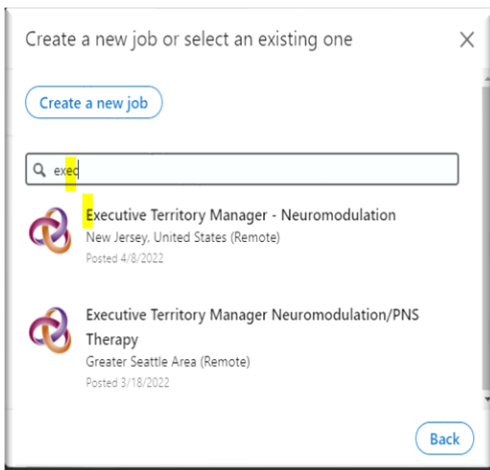 Create a new job or select an existing one
Create a new job
exec
Executive Territory Manager - Neuromodulation
New Jersey, United States (Remote)
Posted 4/8/2022
Executive Territory Manager Neuromodulation/PNS
Therapy
Greater Seattle Area (Remote)
Posted 3/18/2022
Back